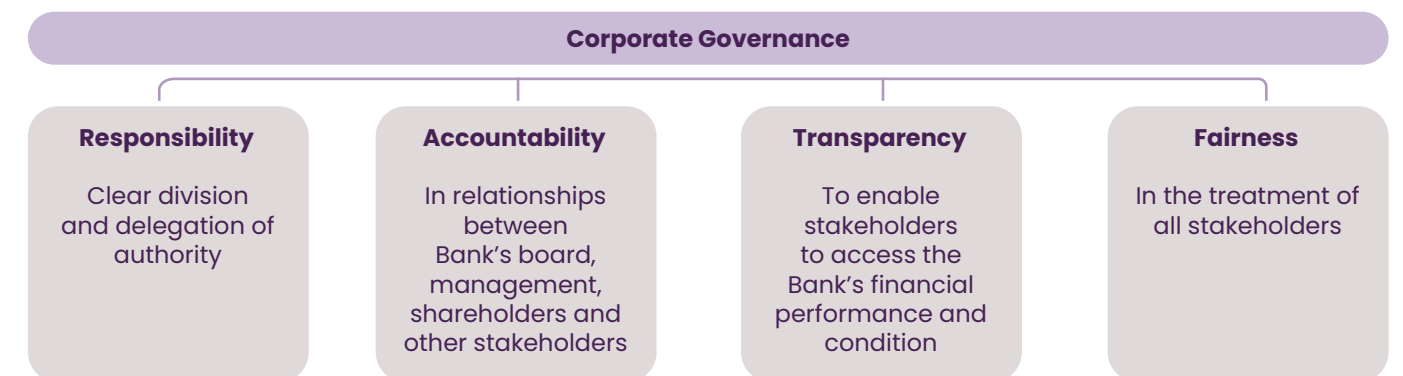 Corporate Governance
Responsibility
Clear division
and delegation of
authority
Accountability
In relationships
between
Bank’s board,
management,
shareholders and
other stakeholders
Transparency
To enable
stakeholders
to access the
Bank’s financial
performance and
condition
Fairness
In the treatment of
all stakeholders